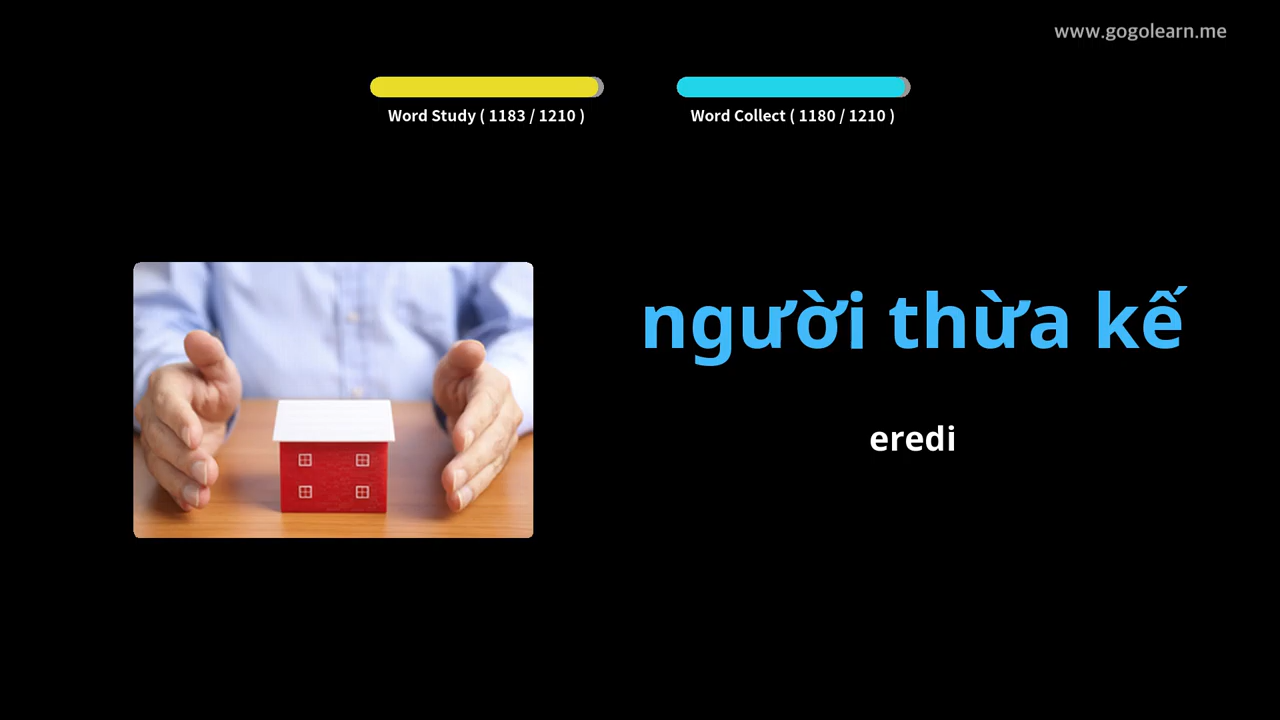 www.gogolearn.me
Word Study ( 1183 / 1210 )
Word Collect ( 1180 / 1210 )
người thừa kế
eredi